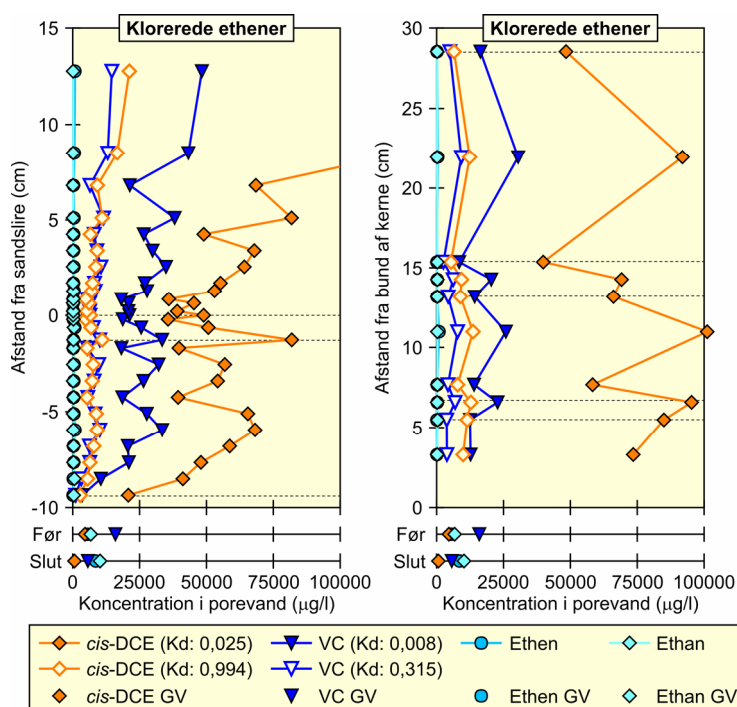 Klorerede ethener
Klorerede ethener
15
10
5
0
-5
-10
Afstand fra sandslire (cm)
30
25
20
15
10
5
0
Afstand fra bund af kerne (cm)
Før
Slut
0 25000 50000 75000 100000
Koncentration i porevand (µg/l)
Før
Slut
0 25000 50000 75000 100000
Koncentration i porevand (µg/l)
cis-DCE (Kd: 0,025) VC (Kd: 0,008) Ethen Ethan
cis-DCE (Kd: 0,994) VC (Kd: 0,315)
cis-DCE GV VC GV Ethen GV Ethan GV